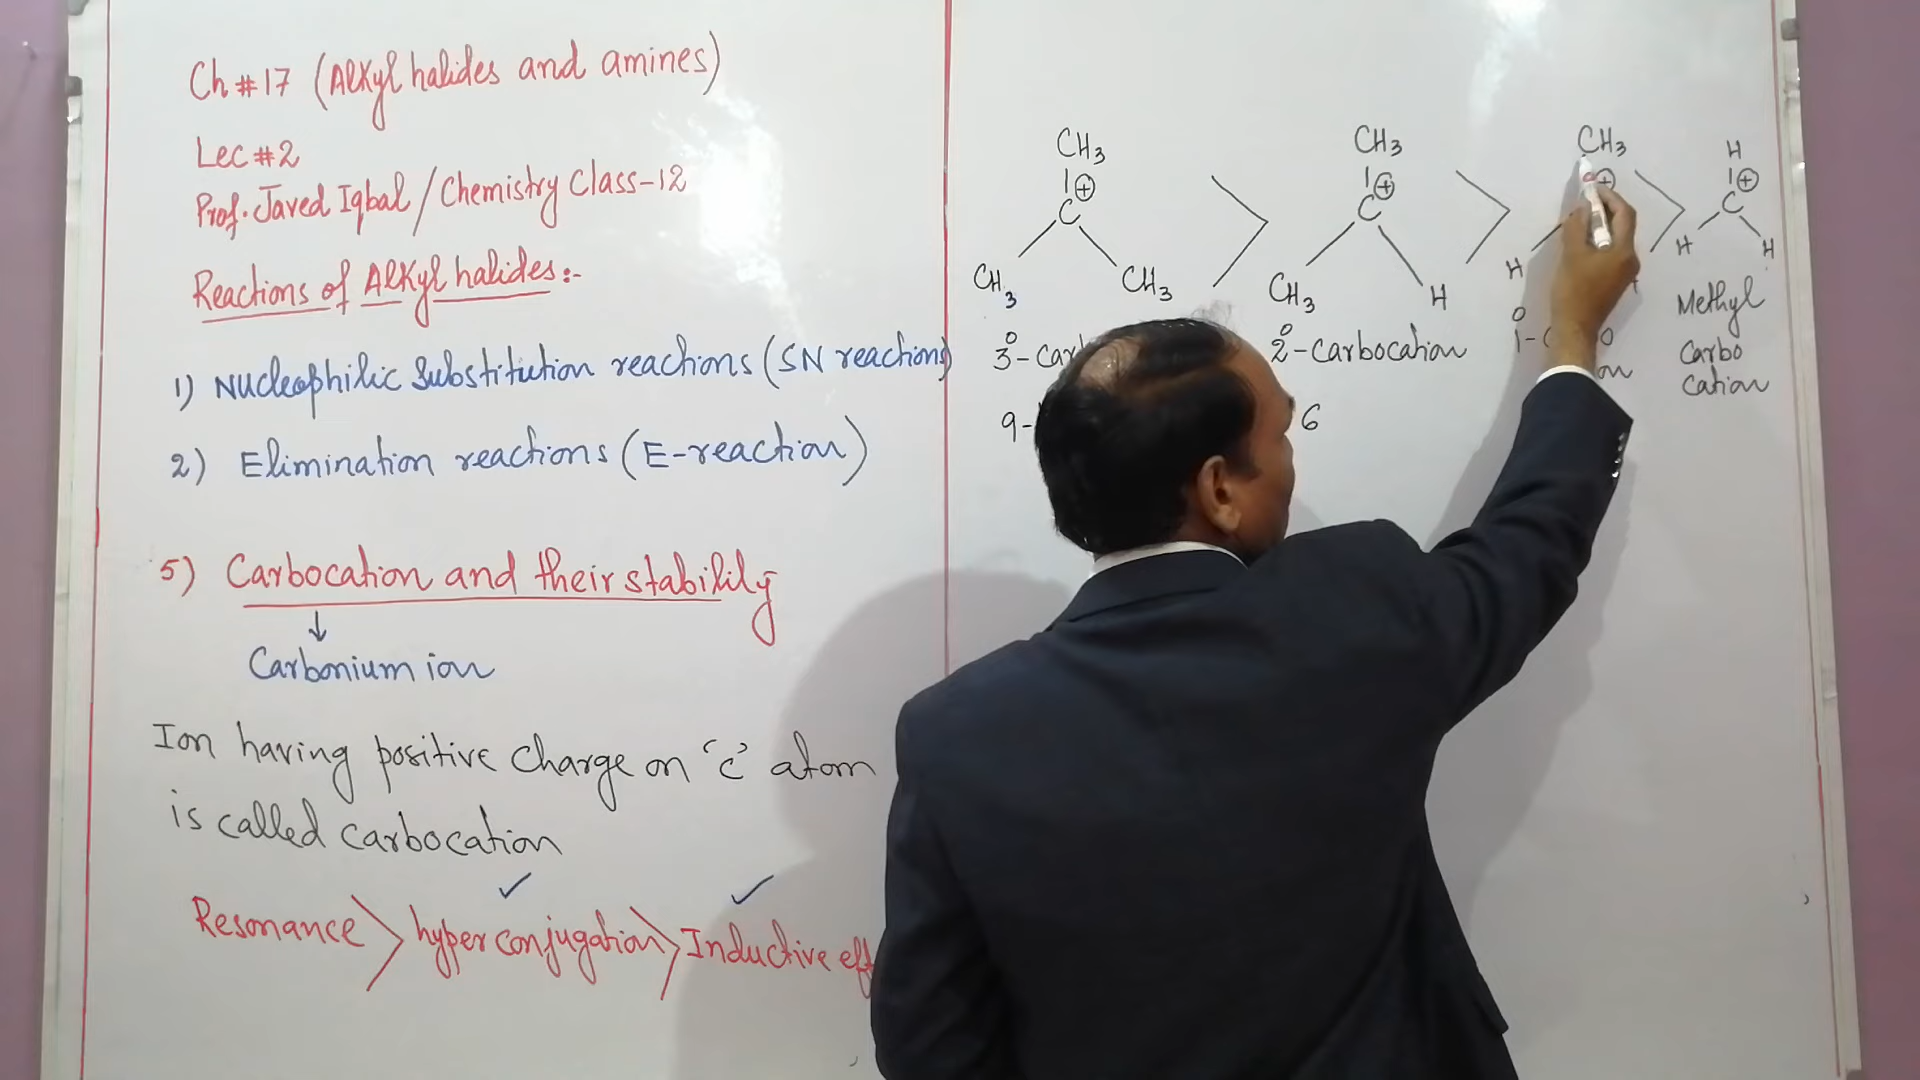 Ch#17 (Alkyl halides and amines)
Lec#2
Prof. Javed Iqbal / Chemistry Class-12
Reactions of Alkyl halides:-
1) Nucleophilic Substitution reactions (SN reactions)
2) Elimination reactions (E-reaction)
5) Carbocation and their stability
↓
Carbonium ion
Ion having positive charge on 'C' atom
is called carbocation
✓ ✓
Resonance > hyper conjugation > Inductive
CH₃ CH₃ CH₃ H
⊕ ⊕ ⊕ ⊕
C C C
CH₃ CH₃ > CH₃ H > H > H H
3°- 2°-Carbocation 1°- Methyl
Carbo
Cation
9- 6